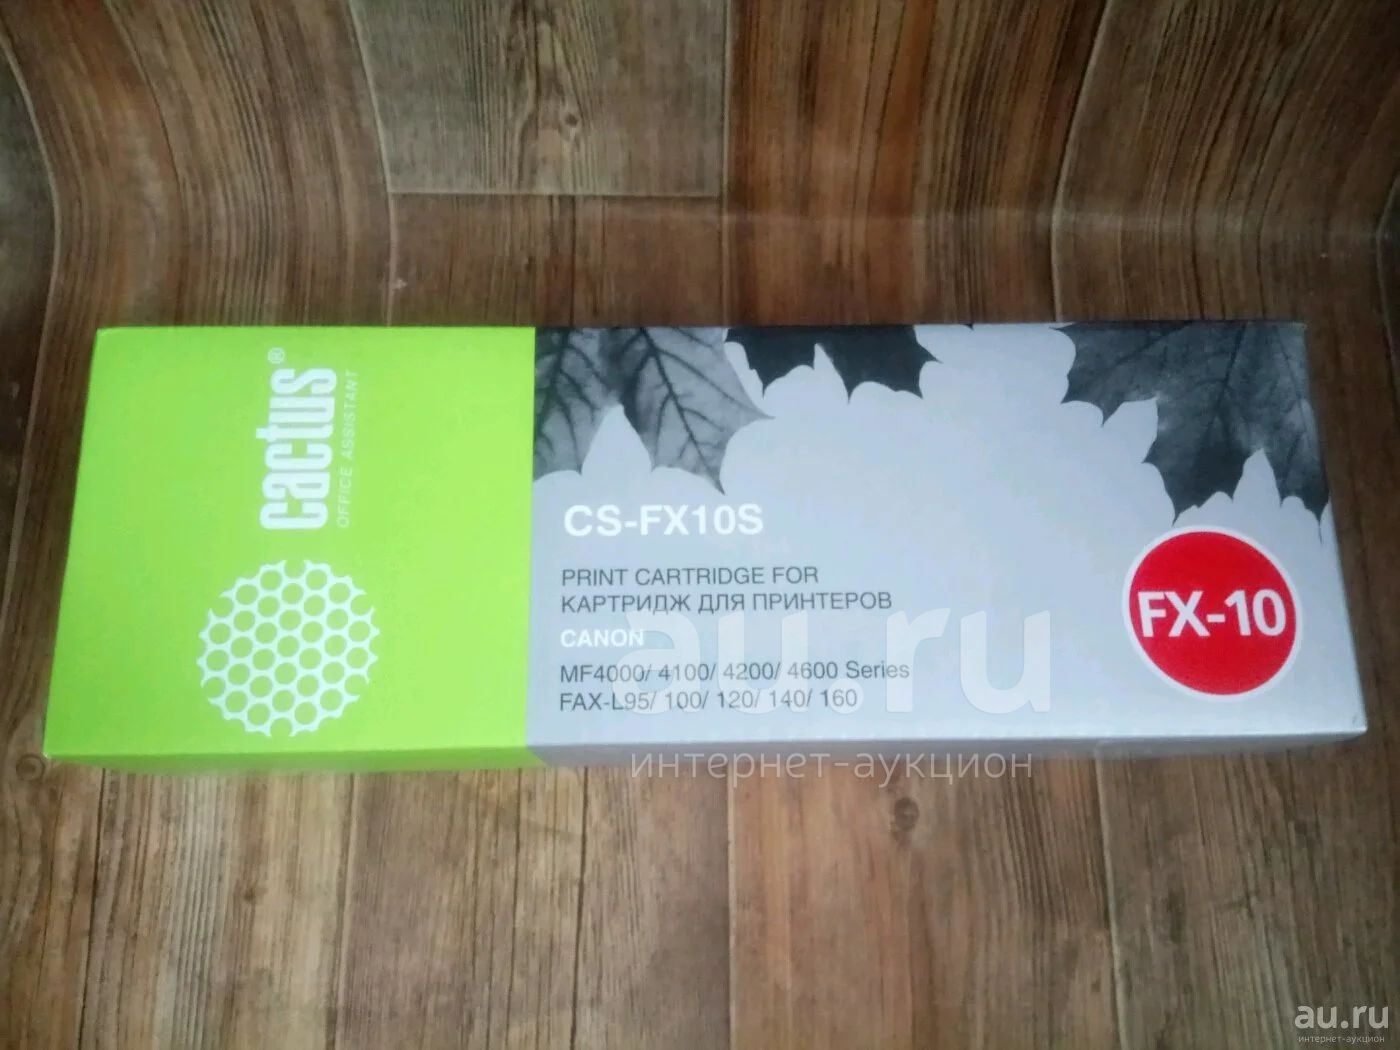 cactus®
OFFICE ASSISTANT
CS-FX10S
PRINT CARTRIDGE FOR
КАРТРИДЖ ДЛЯ ПРИНТЕРОВ
CANON
MF4000/ 4100/ 4200/ 4600 Series
FAX-L95/ 100/ 120/ 140/ 160
FX-10
au.ru
интернет-аукцион
au.ru
интернет-аукцион